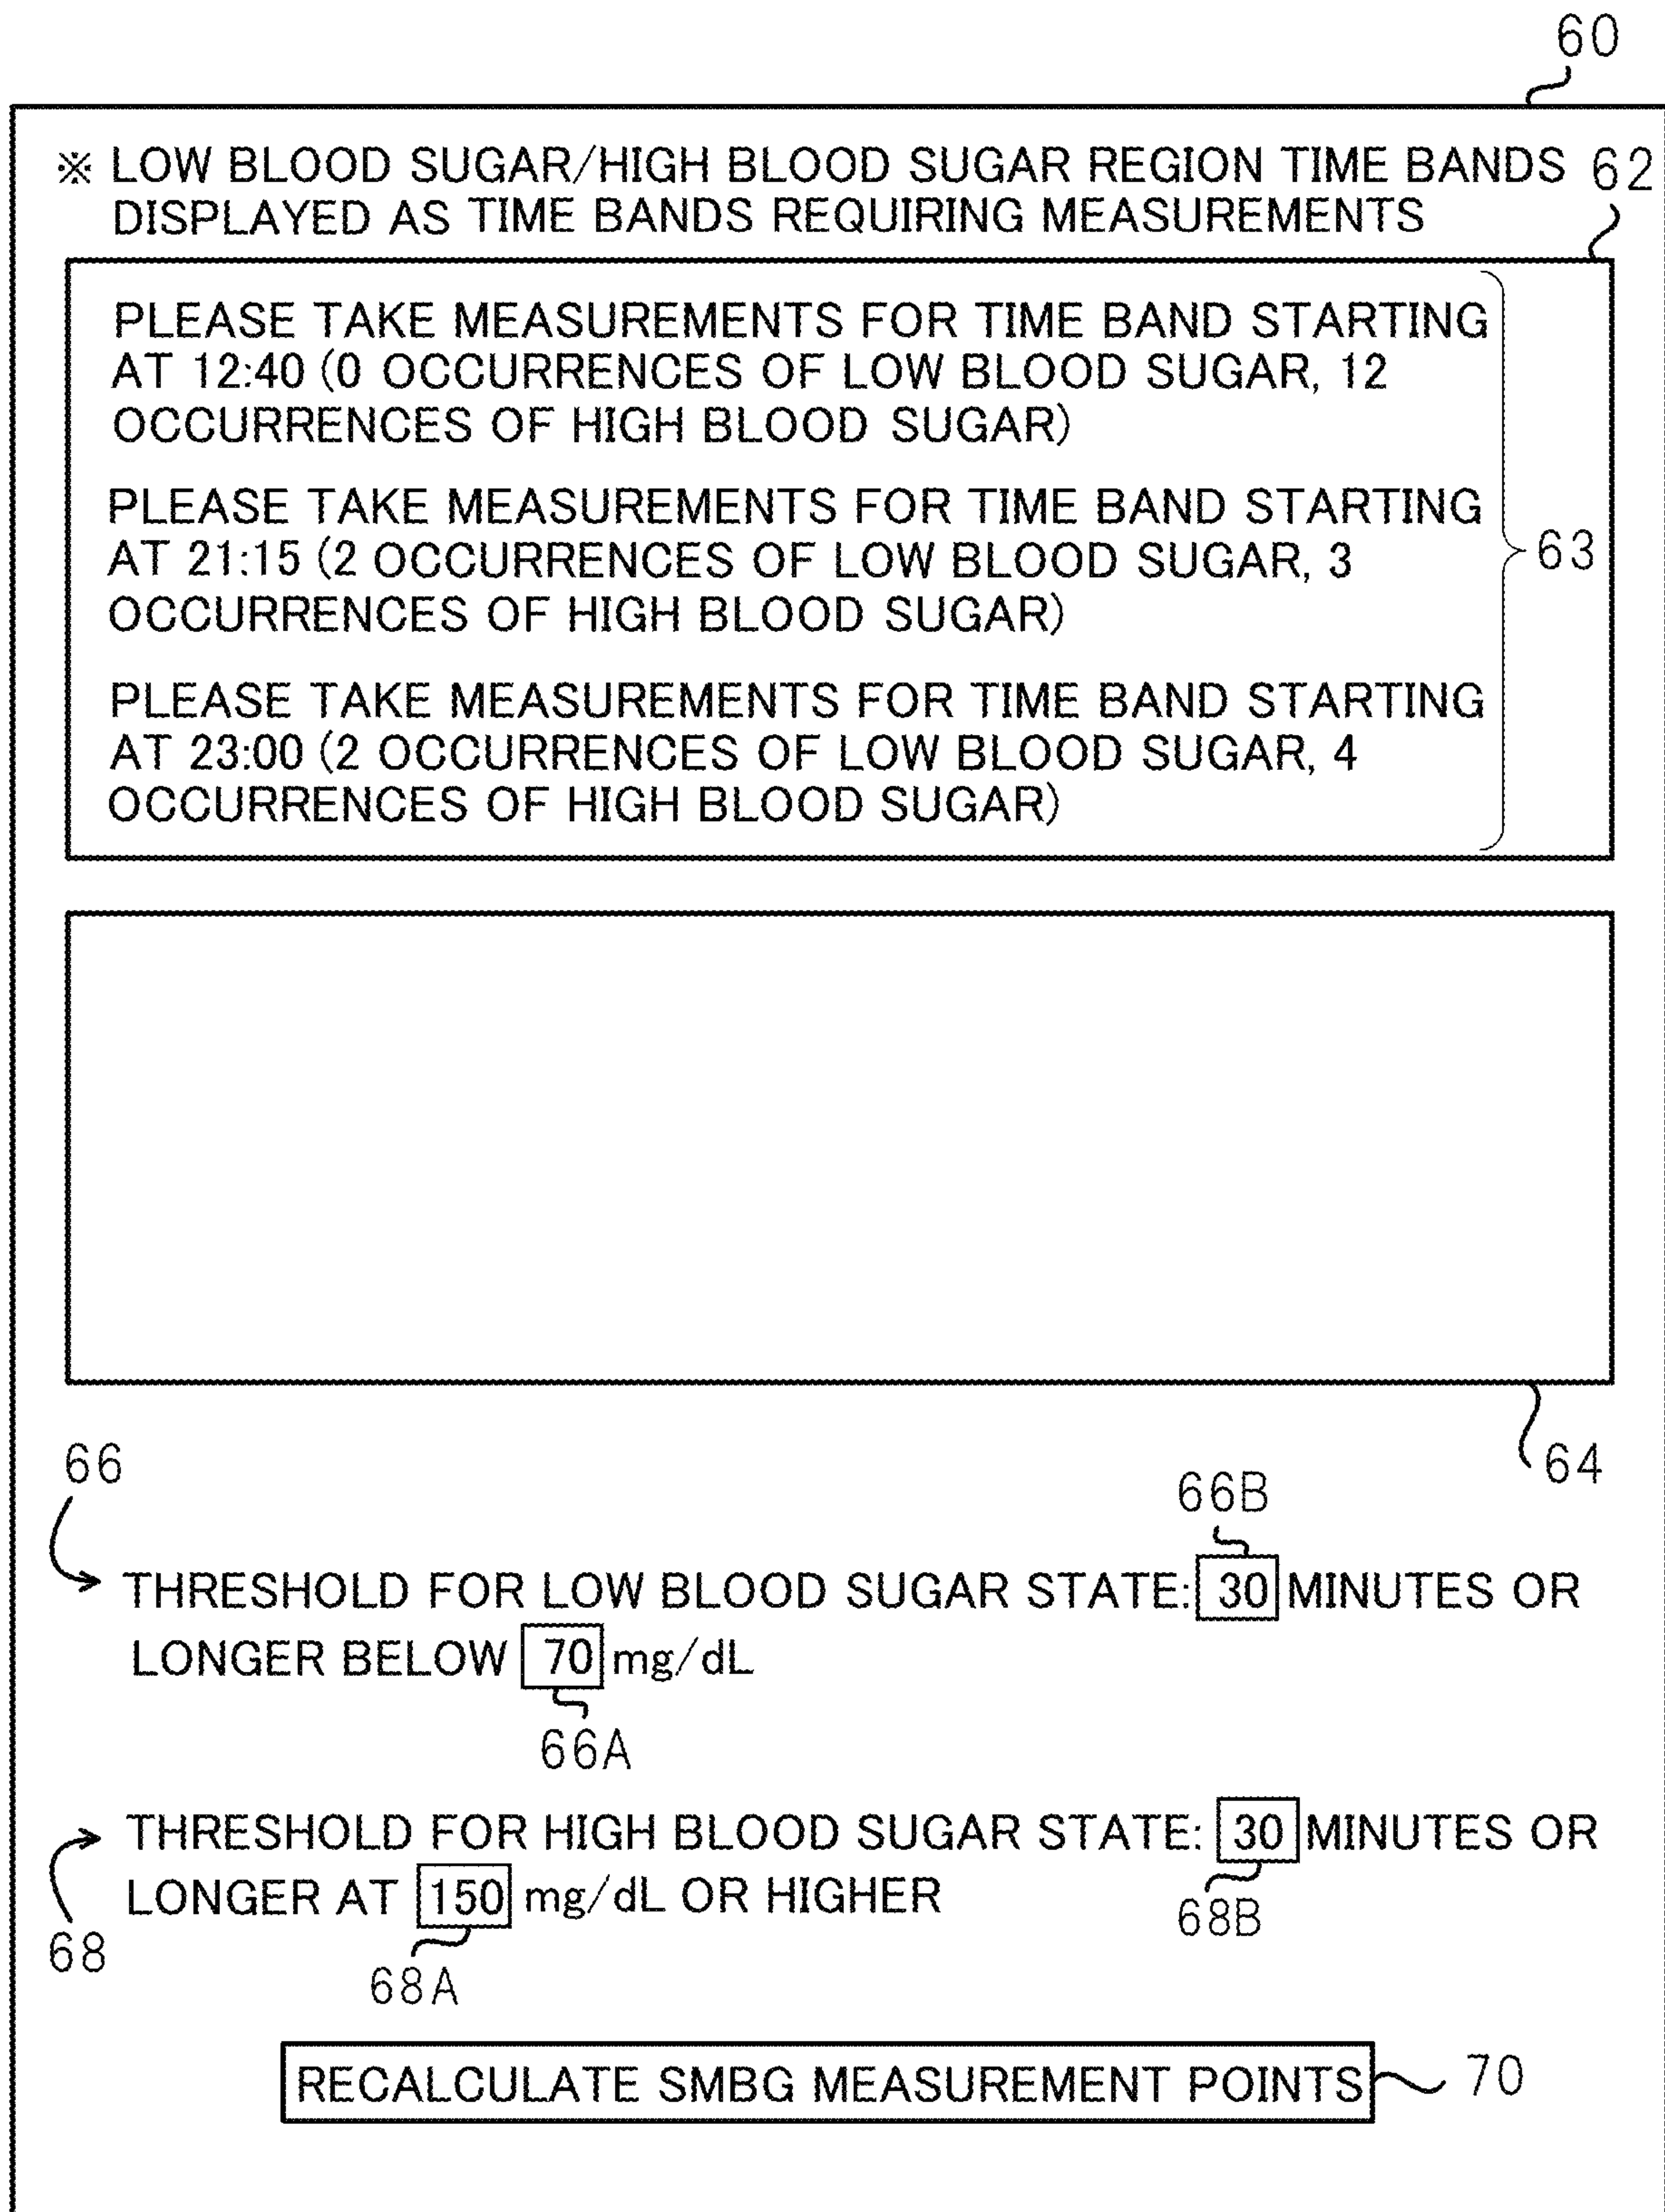 60
※ LOW BLOOD SUGAR/HIGH BLOOD SUGAR REGION TIME BANDS 62
DISPLAYED AS TIME BANDS REQUIRING MEASUREMENTS
PLEASE TAKE MEASUREMENTS FOR TIME BAND STARTING
AT 12:40 (0 OCCURRENCES OF LOW BLOOD SUGAR, 12
OCCURRENCES OF HIGH BLOOD SUGAR)
PLEASE TAKE MEASUREMENTS FOR TIME BAND STARTING
AT 21:15 (2 OCCURRENCES OF LOW BLOOD SUGAR, 3
OCCURRENCES OF HIGH BLOOD SUGAR)
63
PLEASE TAKE MEASUREMENTS FOR TIME BAND STARTING
AT 23:00 (2 OCCURRENCES OF LOW BLOOD SUGAR, 4
OCCURRENCES OF HIGH BLOOD SUGAR)
64
66
66B
THRESHOLD FOR LOW BLOOD SUGAR STATE: 30 MINUTES OR
LONGER BELOW 70 mg/dL
66A
THRESHOLD FOR HIGH BLOOD SUGAR STATE: 30 MINUTES OR
LONGER AT 150 mg/dL OR HIGHER
68B
68
68A
RECALCULATE SMBG MEASUREMENT POINTS 70